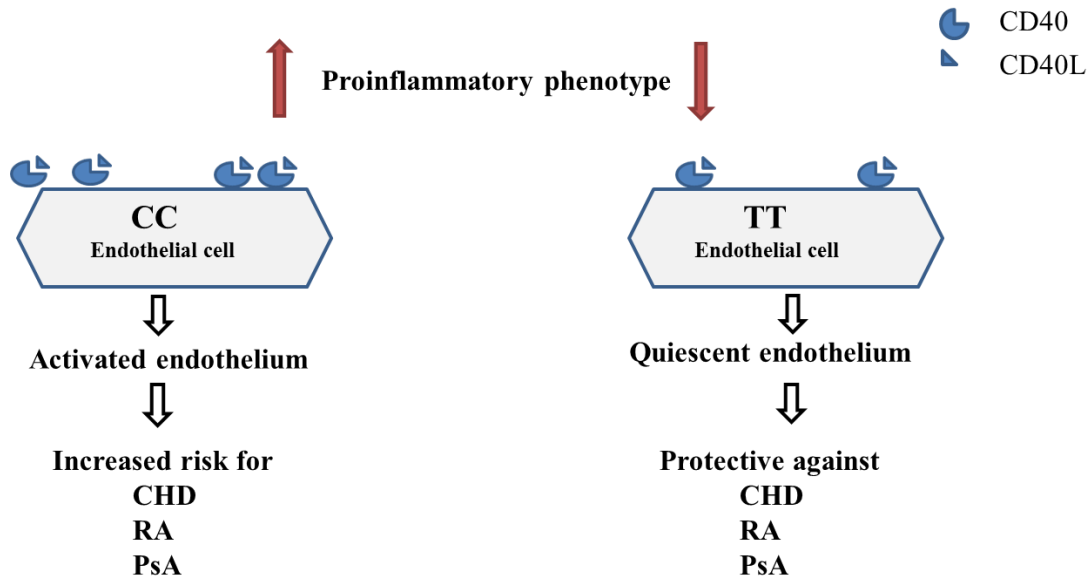 CD40
CD40L
Proinflammatory phenotype
CC
Endothelial cell
Activated endothelium
Increased risk for
CHD
RA
PsA
TT
Endothelial cell
Quiescent endothelium
Protective against
CHD
RA
PsA